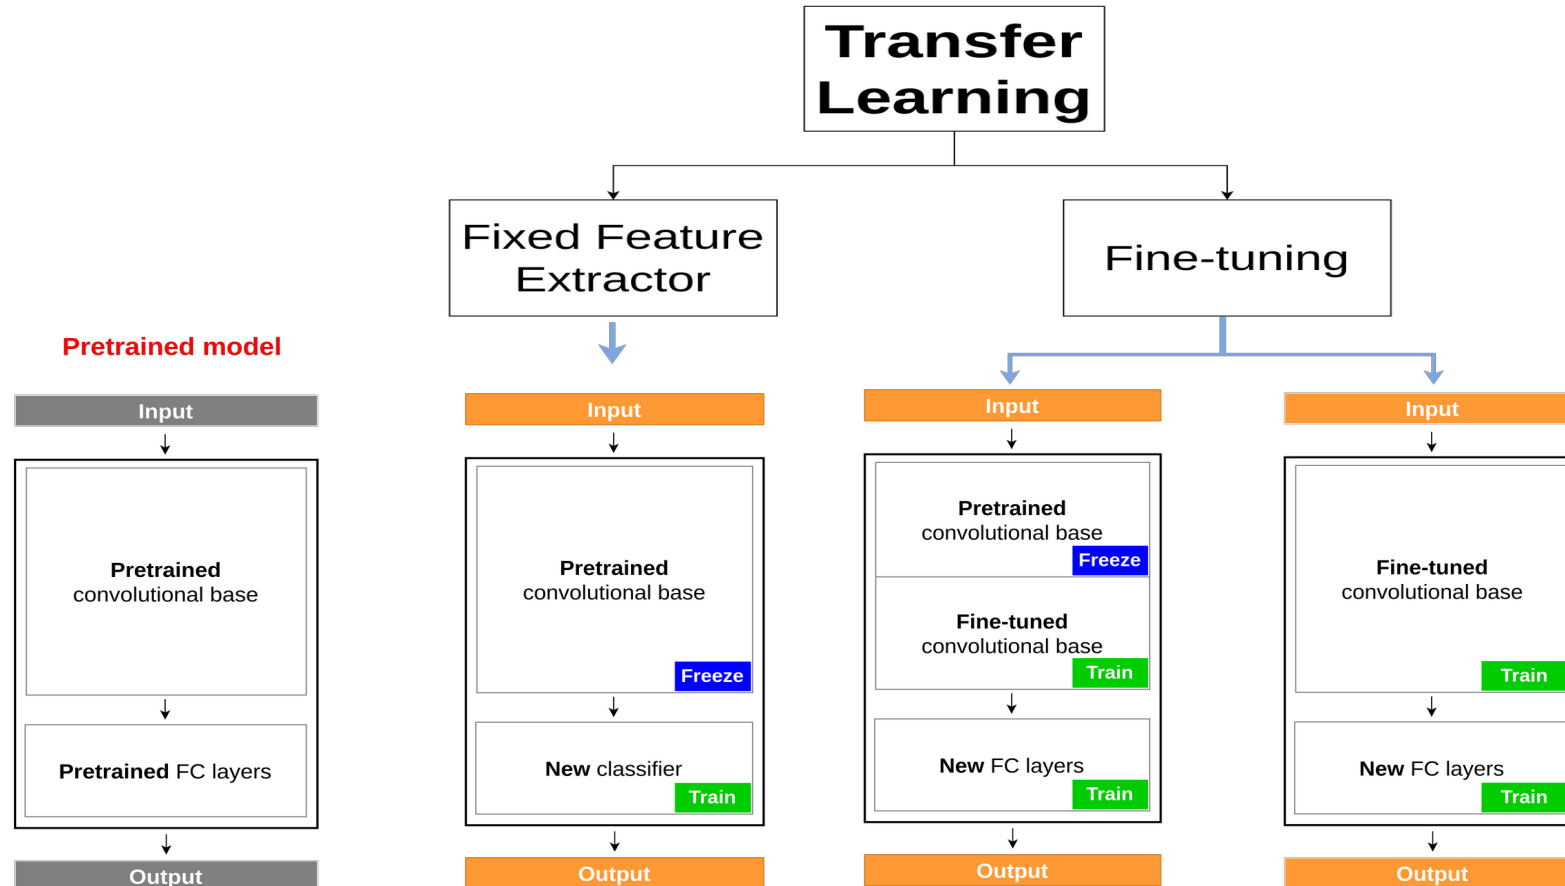 Transfer
Learning
Fixed Feature
Extractor
Fine-tuning
Pretrained model
Input
Pretrained
convolutional base
Pretrained FC layers
Output
Input
Pretrained
convolutional base
Freeze
New classifier
Train
Output
Input
Pretrained
convolutional base
Freeze
Fine-tuned
convolutional base
Train
New FC layers
Train
Output
Input
Fine-tuned
convolutional base
Train
New FC layers
Train
Output